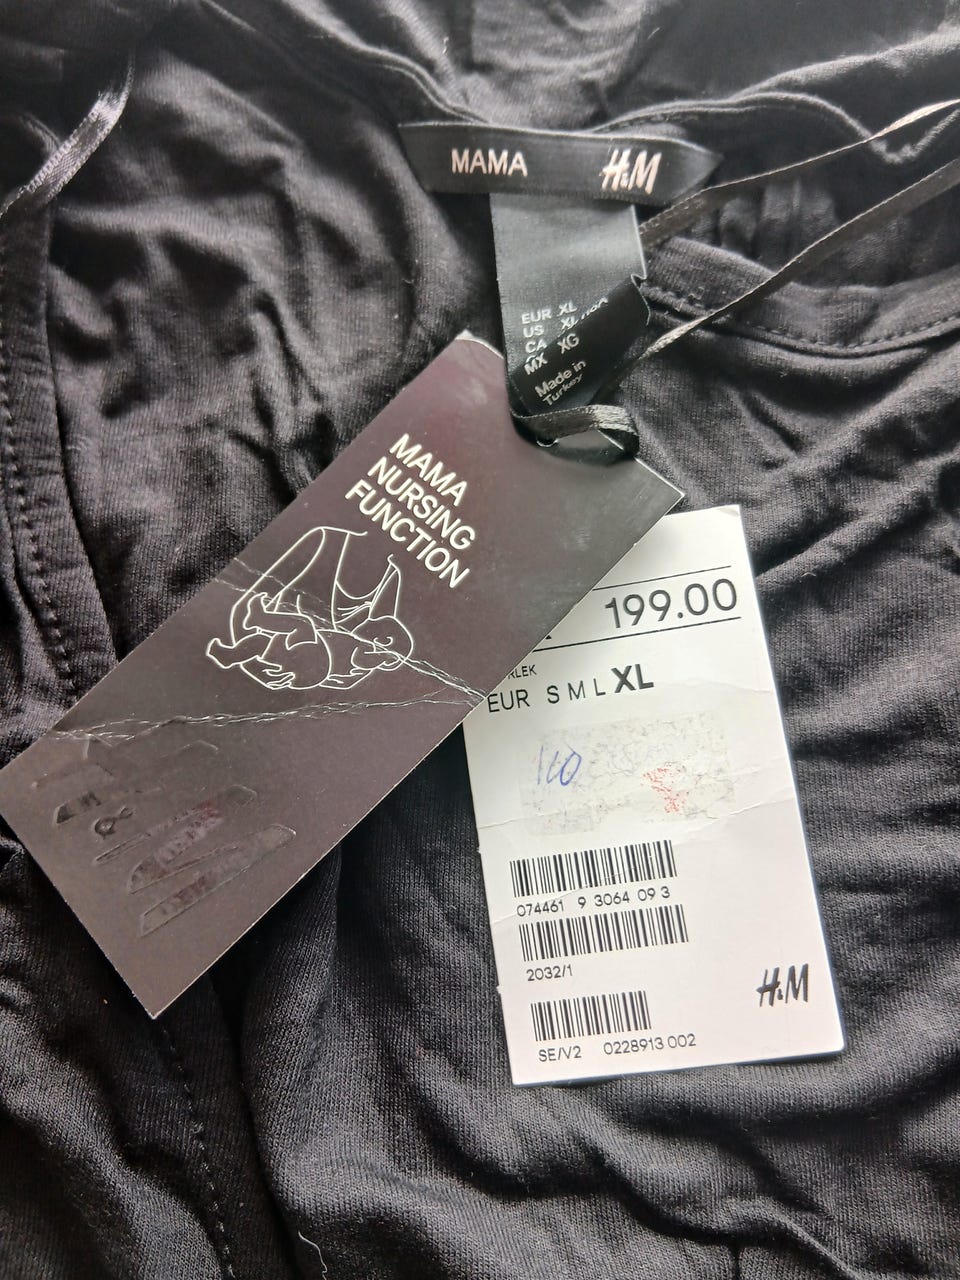 MAMA H&M
EUR XL
US XL
CA
MX XG
Made in
Turkey
MAMA
NURSING
FUNCTION
199.00
RLEK
EUR S M L XL
074461 9 3064 09 3
2032/1
SE/V2 0228913 002
H&M